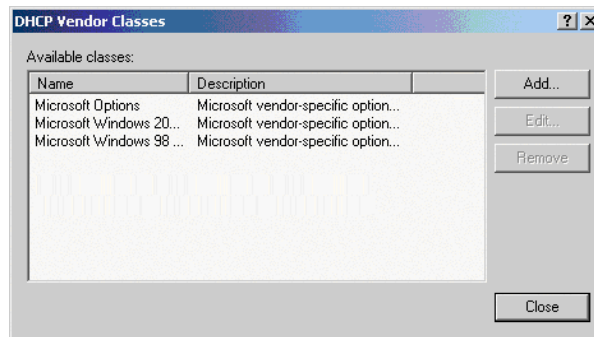 DHCP Vendor Classes
Available classes:
Name Description
Microsoft Options Microsoft vendor-specific option...
Microsoft Windows 20... Microsoft vendor-specific option...
Microsoft Windows 98 ... Microsoft vendor-specific option...
Add...
Edit...
Remove
Close